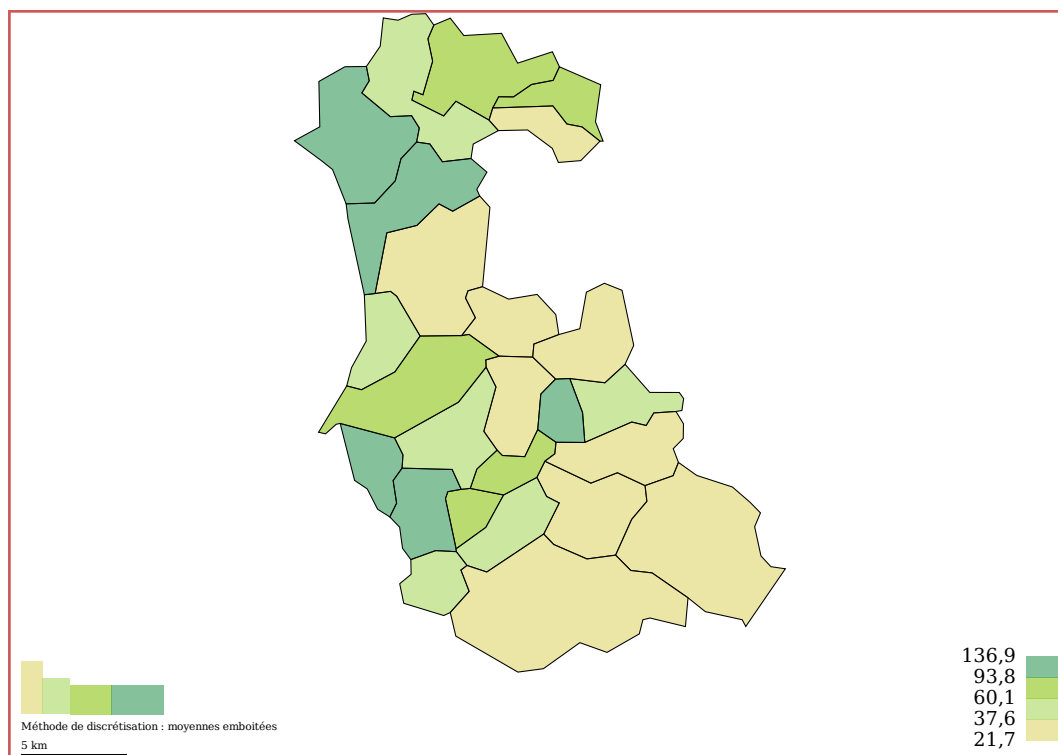 136,9
93,8
60,1
37,6
21,7
Méthode de discrétisation : moyennes emboitées
5 km